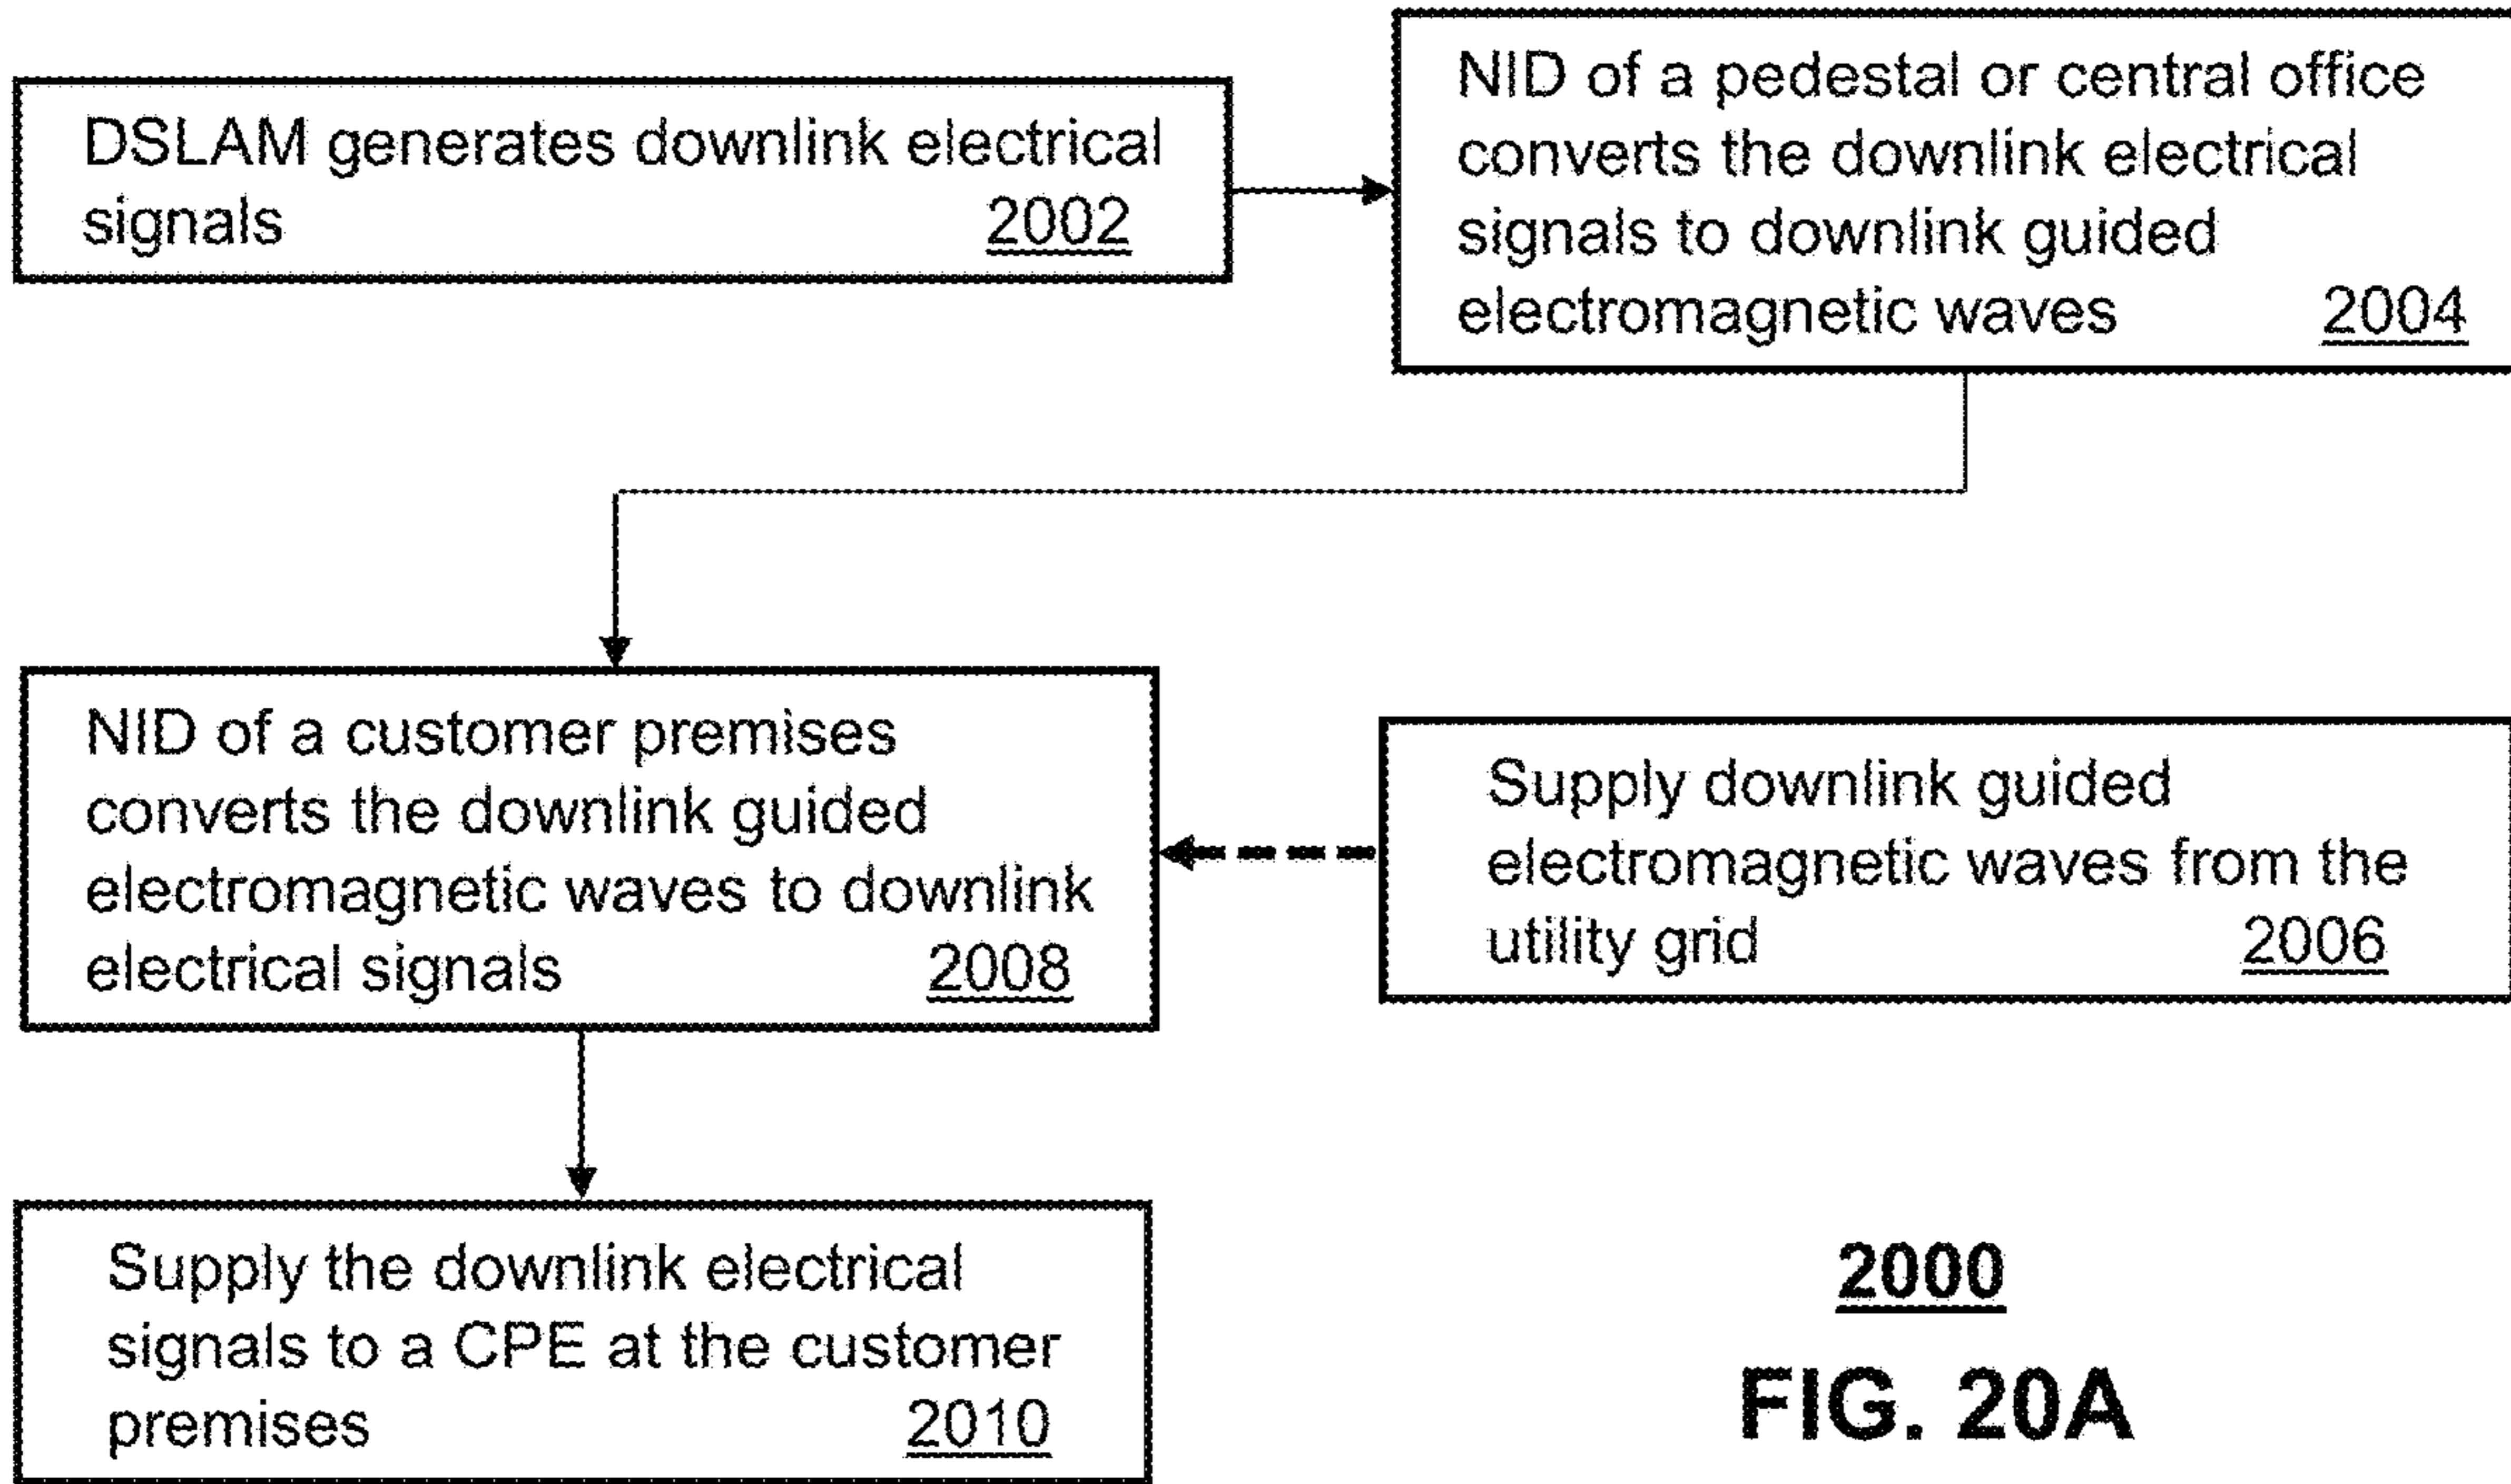 DSLAM generates downlink electrical
signals 2002
NID of a pedestal or central office
converts the downlink electrical
signals to downlink guided
electromagnetic waves 2004
NID of a customer premises
converts the downlink guided
electromagnetic waves to downlink
electrical signals 2008
Supply downlink guided
electromagnetic waves from the
utility grid 2006
Supply the downlink electrical
signals to a CPE at the customer
premises 2010
2000
FIG. 20A